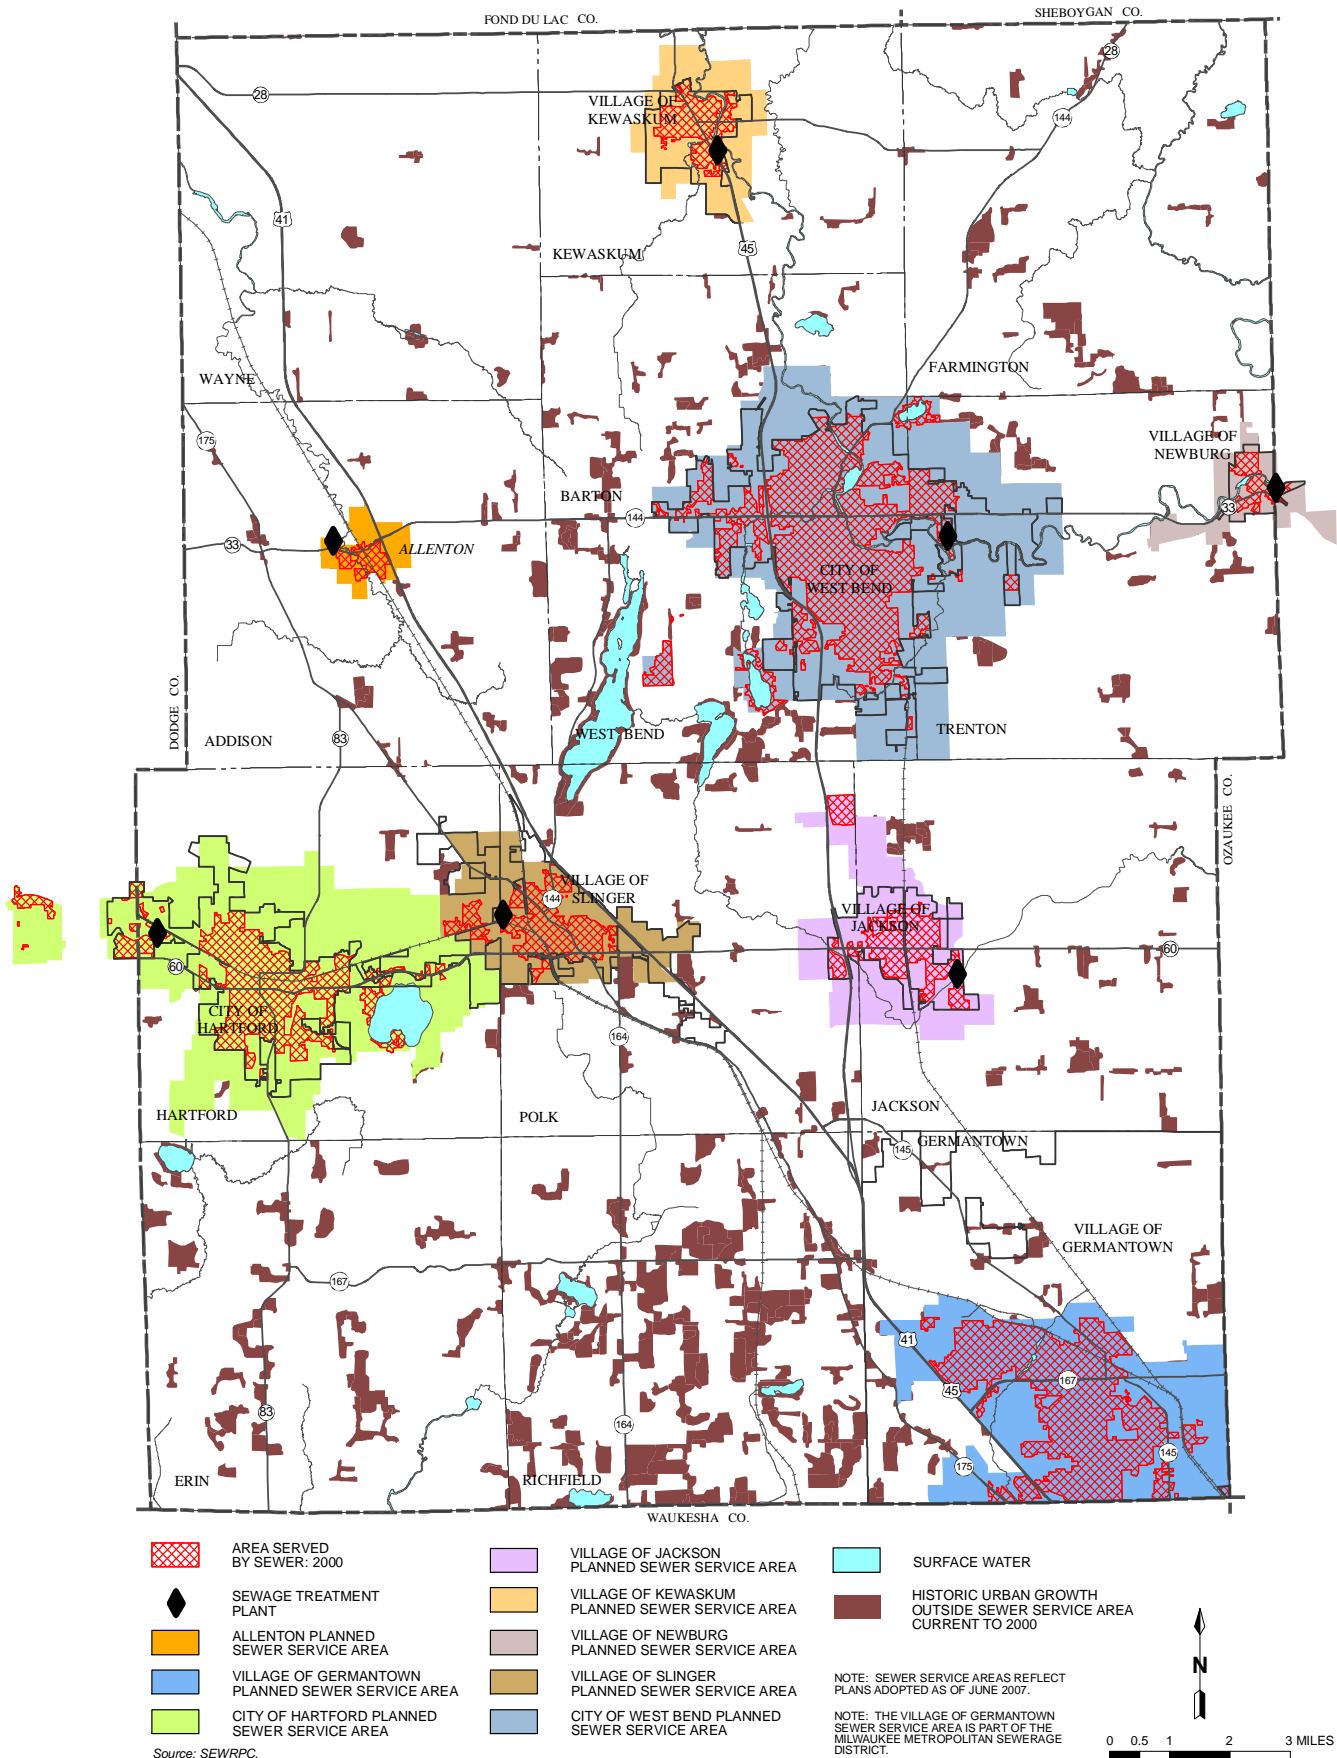 FOND DU LAC CO.
SHEBOYGAN CO.
28
28
144
VILLAGE OF
KEWASKUM
41
45
KEWASKUM
WAYNE
FARMINGTON
175
VILLAGE OF
NEWBURG
BARTON
144
33
33
ALLENTON
CITY OF
WEST BEND
DODGE CO.
ADDISON
83
WEST BEND
TRENTON
OZAUKEE CO.
VILLAGE OF
SLINGER
144
VILLAGE OF
JACKSON
60
60
CITY OF
HARTFORD
164
HARTFORD
POLK
JACKSON
GERMANTOWN
145
VILLAGE OF
GERMANTOWN
167
41
45
167
83
164
145
175
ERIN
RICHFIELD
WAUKESHA CO.
AREA SERVED
BY SEWER: 2000
SEWAGE TREATMENT
PLANT
ALLENTON PLANNED
SEWER SERVICE AREA
VILLAGE OF GERMANTOWN
PLANNED SEWER SERVICE AREA
CITY OF HARTFORD PLANNED
SEWER SERVICE AREA
Source: SEWRPC.
VILLAGE OF JACKSON
PLANNED SEWER SERVICE AREA
VILLAGE OF KEWASKUM
PLANNED SEWER SERVICE AREA
VILLAGE OF NEWBURG
PLANNED SEWER SERVICE AREA
VILLAGE OF SLINGER
PLANNED SEWER SERVICE AREA
CITY OF WEST BEND PLANNED
SEWER SERVICE AREA
SURFACE WATER
HISTORIC URBAN GROWTH
OUTSIDE SEWER SERVICE AREA
CURRENT TO 2000
NOTE: SEWER SERVICE AREAS REFLECT
PLANS ADOPTED AS OF JUNE 2007.
NOTE: THE VILLAGE OF GERMANTOWN
SEWER SERVICE AREA IS PART OF THE
MILWAUKEE METROPOLITAN SEWERAGE
DISTRICT.
N
0 0.5 1 2 3 MILES